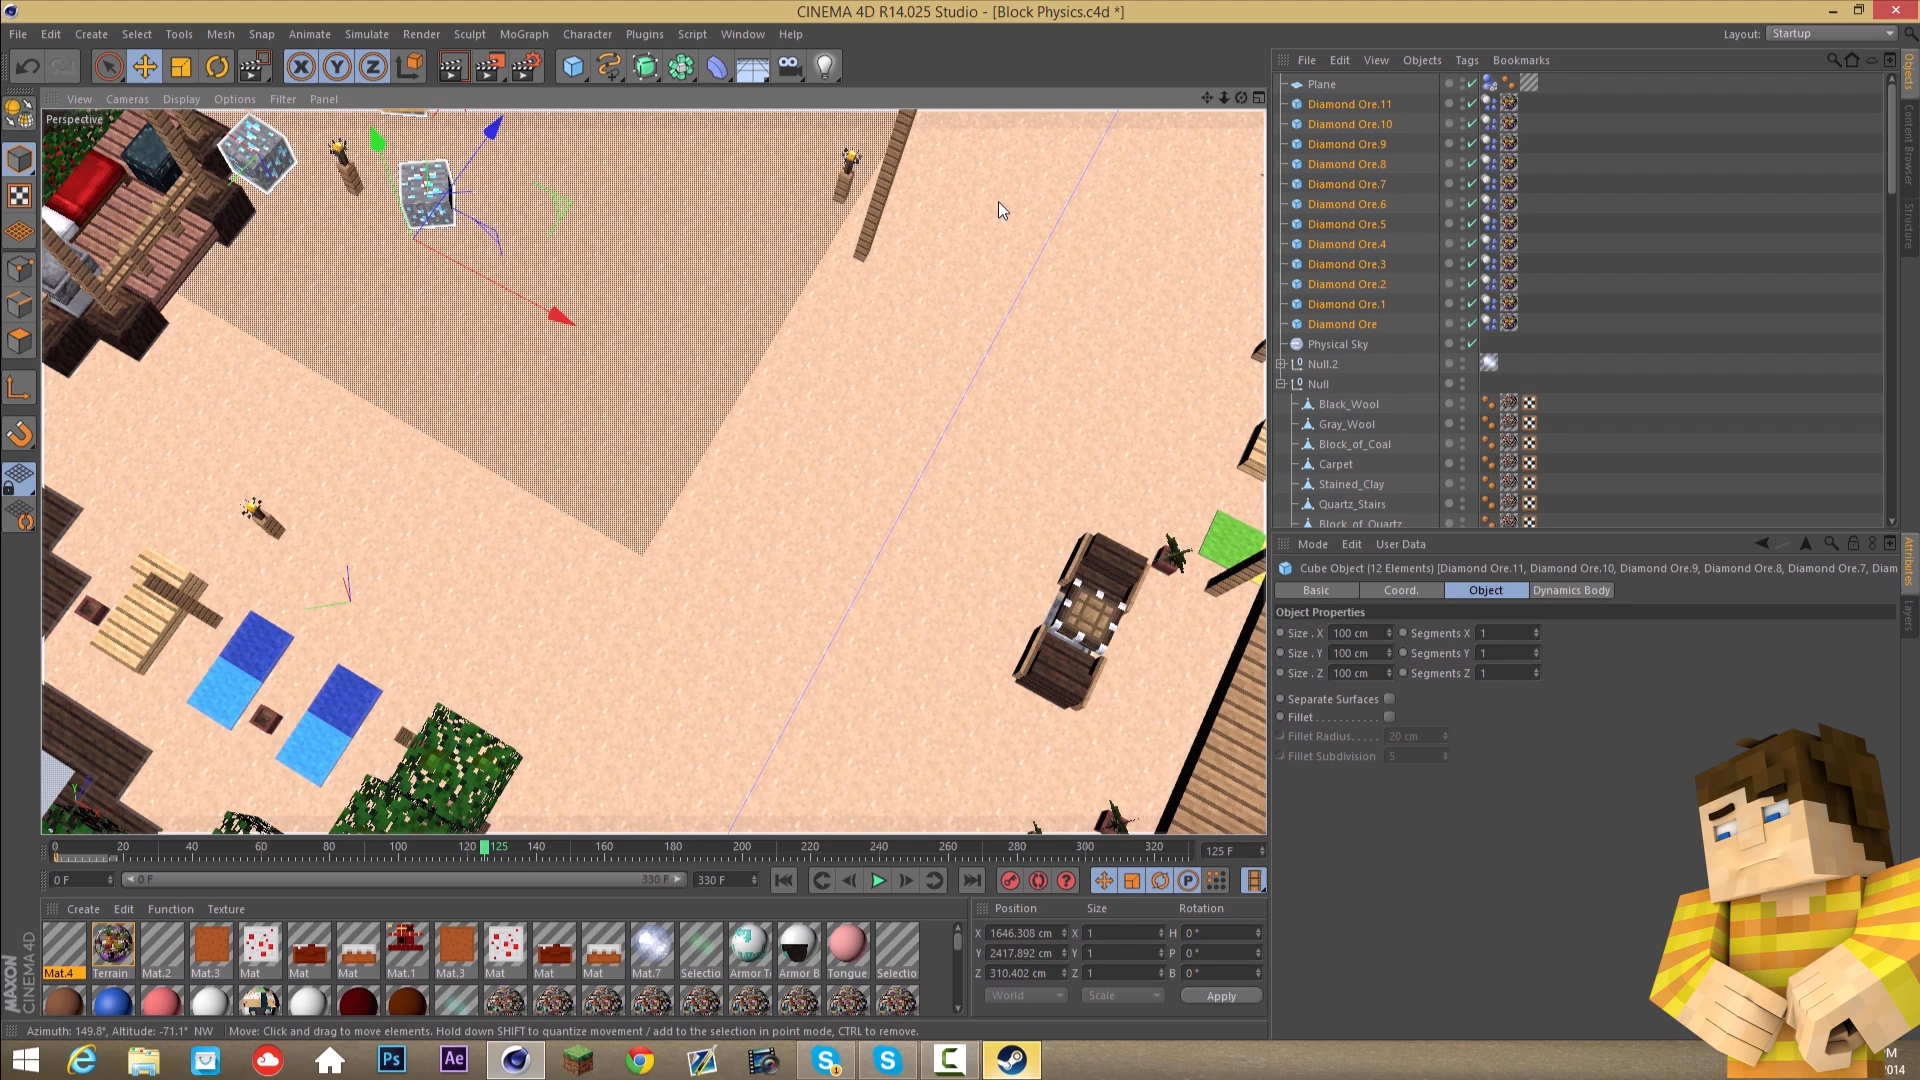 CINEMA 4D R14.025 Studio - [Block Physics.c4d *]
File Edit Create Select Tools Mesh Snap Animate Simulate Render Sculpt MoGraph Character Plugins Script Window Help
Layout: Startup
View Cameras Display Options Filter Panel
Perspective
File Edit View Objects Tags Bookmarks
Plane
Diamond Ore.11
Diamond Ore.10
Diamond Ore.9
Diamond Ore.8
Diamond Ore.7
Diamond Ore.6
Diamond Ore.5
Diamond Ore.4
Diamond Ore.3
Diamond Ore.2
Diamond Ore.1
Diamond Ore
Physical Sky
Null.2
Null
Black_Wool
Gray_Wool
Block_of_Coal
Carpet
Stained_Clay
Quartz_Stairs
Block_of_Quartz
Objects
Content Browser
Structure
Mode Edit User Data
Cube Object (12 Elements) [Diamond Ore.11, Diamond Ore.10, Diamond Ore.9, Diamond Ore.8, Diamond Ore.7, Diam
Basic Coord. Object Dynamics Body
Object Properties
Size . X 100 cm Segments X 1
Size . Y 100 cm Segments Y 1
Size . Z 100 cm Segments Z 1
Separate Surfaces
Fillet . . . . . . . . . . .
Fillet Radius. . . . . 20 cm
Fillet Subdivision 5
Attributes
Layers
0 20 40 60 80 100 120 125 140 160 180 200 220 240 260 280 300 320 125 F
0 F 0 F 330 F 330 F
Create Edit Function Texture
Mat.4 Terrain Mat.2 Mat.3 Mat Mat Mat Mat.1 Mat.3 Mat Mat Mat Mat.7 Selectio Armor T Armor B Tongue Selectio
Position Size Rotation
X 1646.308 cm X 1 H 0 °
Y 2417.892 cm Y 1 P 0 °
Z 310.402 cm Z 1 B 0 °
World Scale Apply
MAXON
CINEMA 4D
Azimuth: 149.8°, Altitude: -71.1° NW Move: Click and drag to move elements. Hold down SHIFT to quantize movement / add to the selection in point mode, CTRL to remove.
Ps Ae
PM
2014